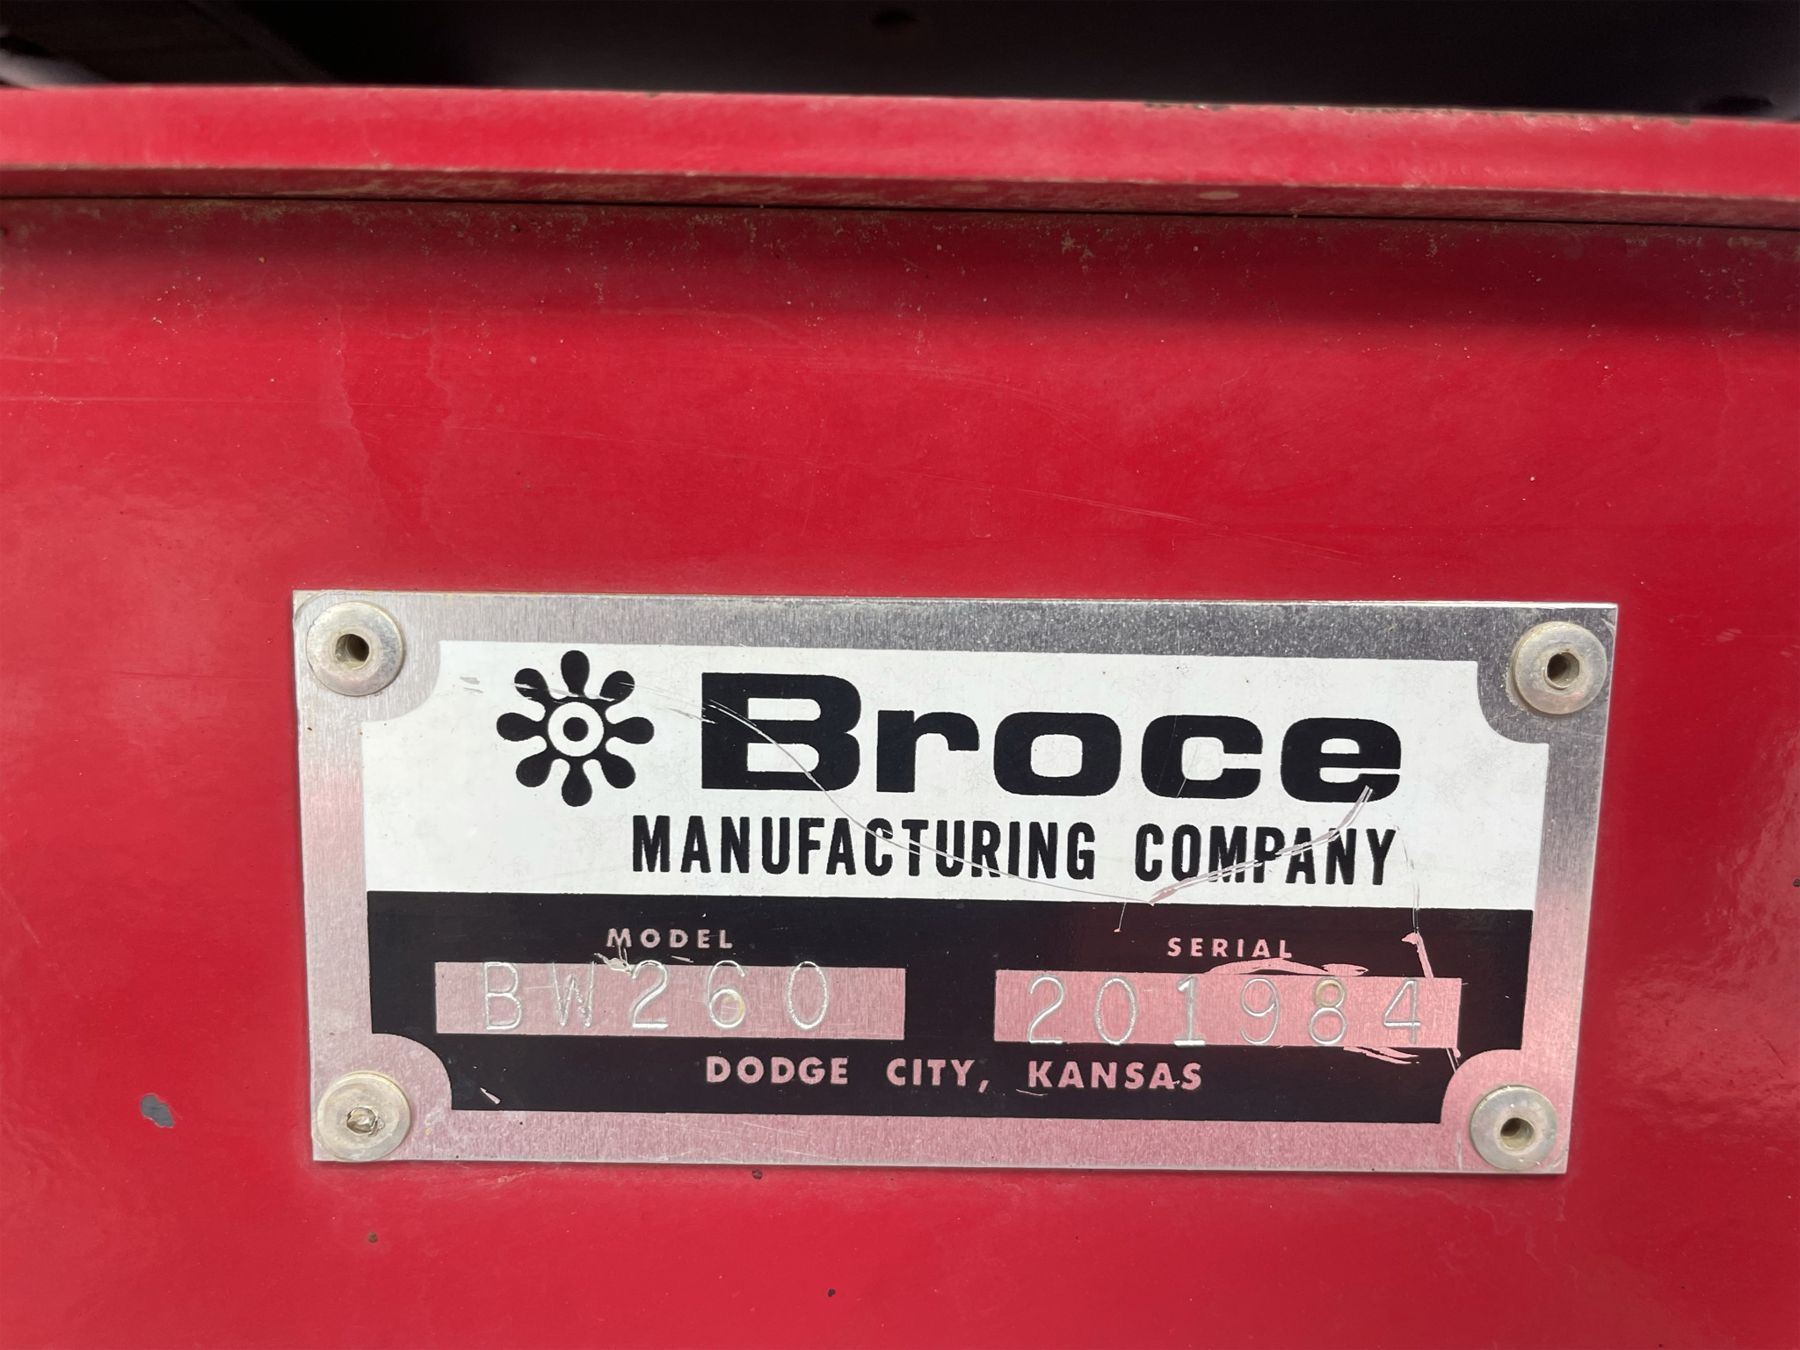 Broce
MANUFACTURING COMPANY
MODEL SERIAL
BW260 201984
DODGE CITY, KANSAS